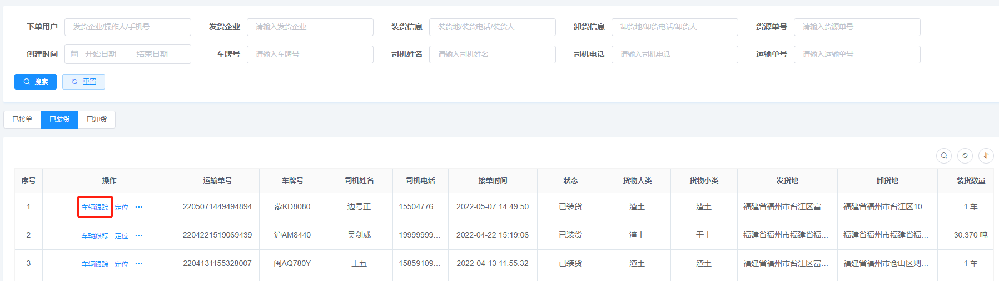 下单用户 发货企业/操作人/手机号 发货企业 请输入发货企业 装货信息 装货地/装货电话/装货人 卸货信息 卸货地/卸货电话/卸货人 货源单号 请输入货源单号
创建时间 开始日期 - 结束日期 车牌号 请输入车牌号 司机姓名 请输入司机姓名 司机电话 请输入司机电话 运输单号 请输入运输单号
搜索 重置
已接单 已装货 已卸货
序号 操作 运输单号 车牌号 司机姓名 司机电话 接单时间 状态 货物大类 货物小类 发货地 卸货地 装货数量
1 车辆跟踪 定位 ··· 2205071449494894 蒙KD8080 边号正 15504776... 2022-05-07 14:49:50 已装货 渣土 渣土 福建省福州市台江区富... 福建省福州市台江区10... 1 车
2 车辆跟踪 定位 ··· 2204221519069439 沪AM8440 吴剑威 19999999... 2022-04-22 15:19:06 已装货 渣土 干土 福建省福州市福建省福... 福建省福州市福建省福... 30.370 吨
3 车辆跟踪 定位 ··· 2204131155328007 闽AQ780Y 王五 15859109... 2022-04-13 11:55:32 已装货 渣土 渣土 福建省福州市台江区富... 福建省福州市仓山区则... 1 车